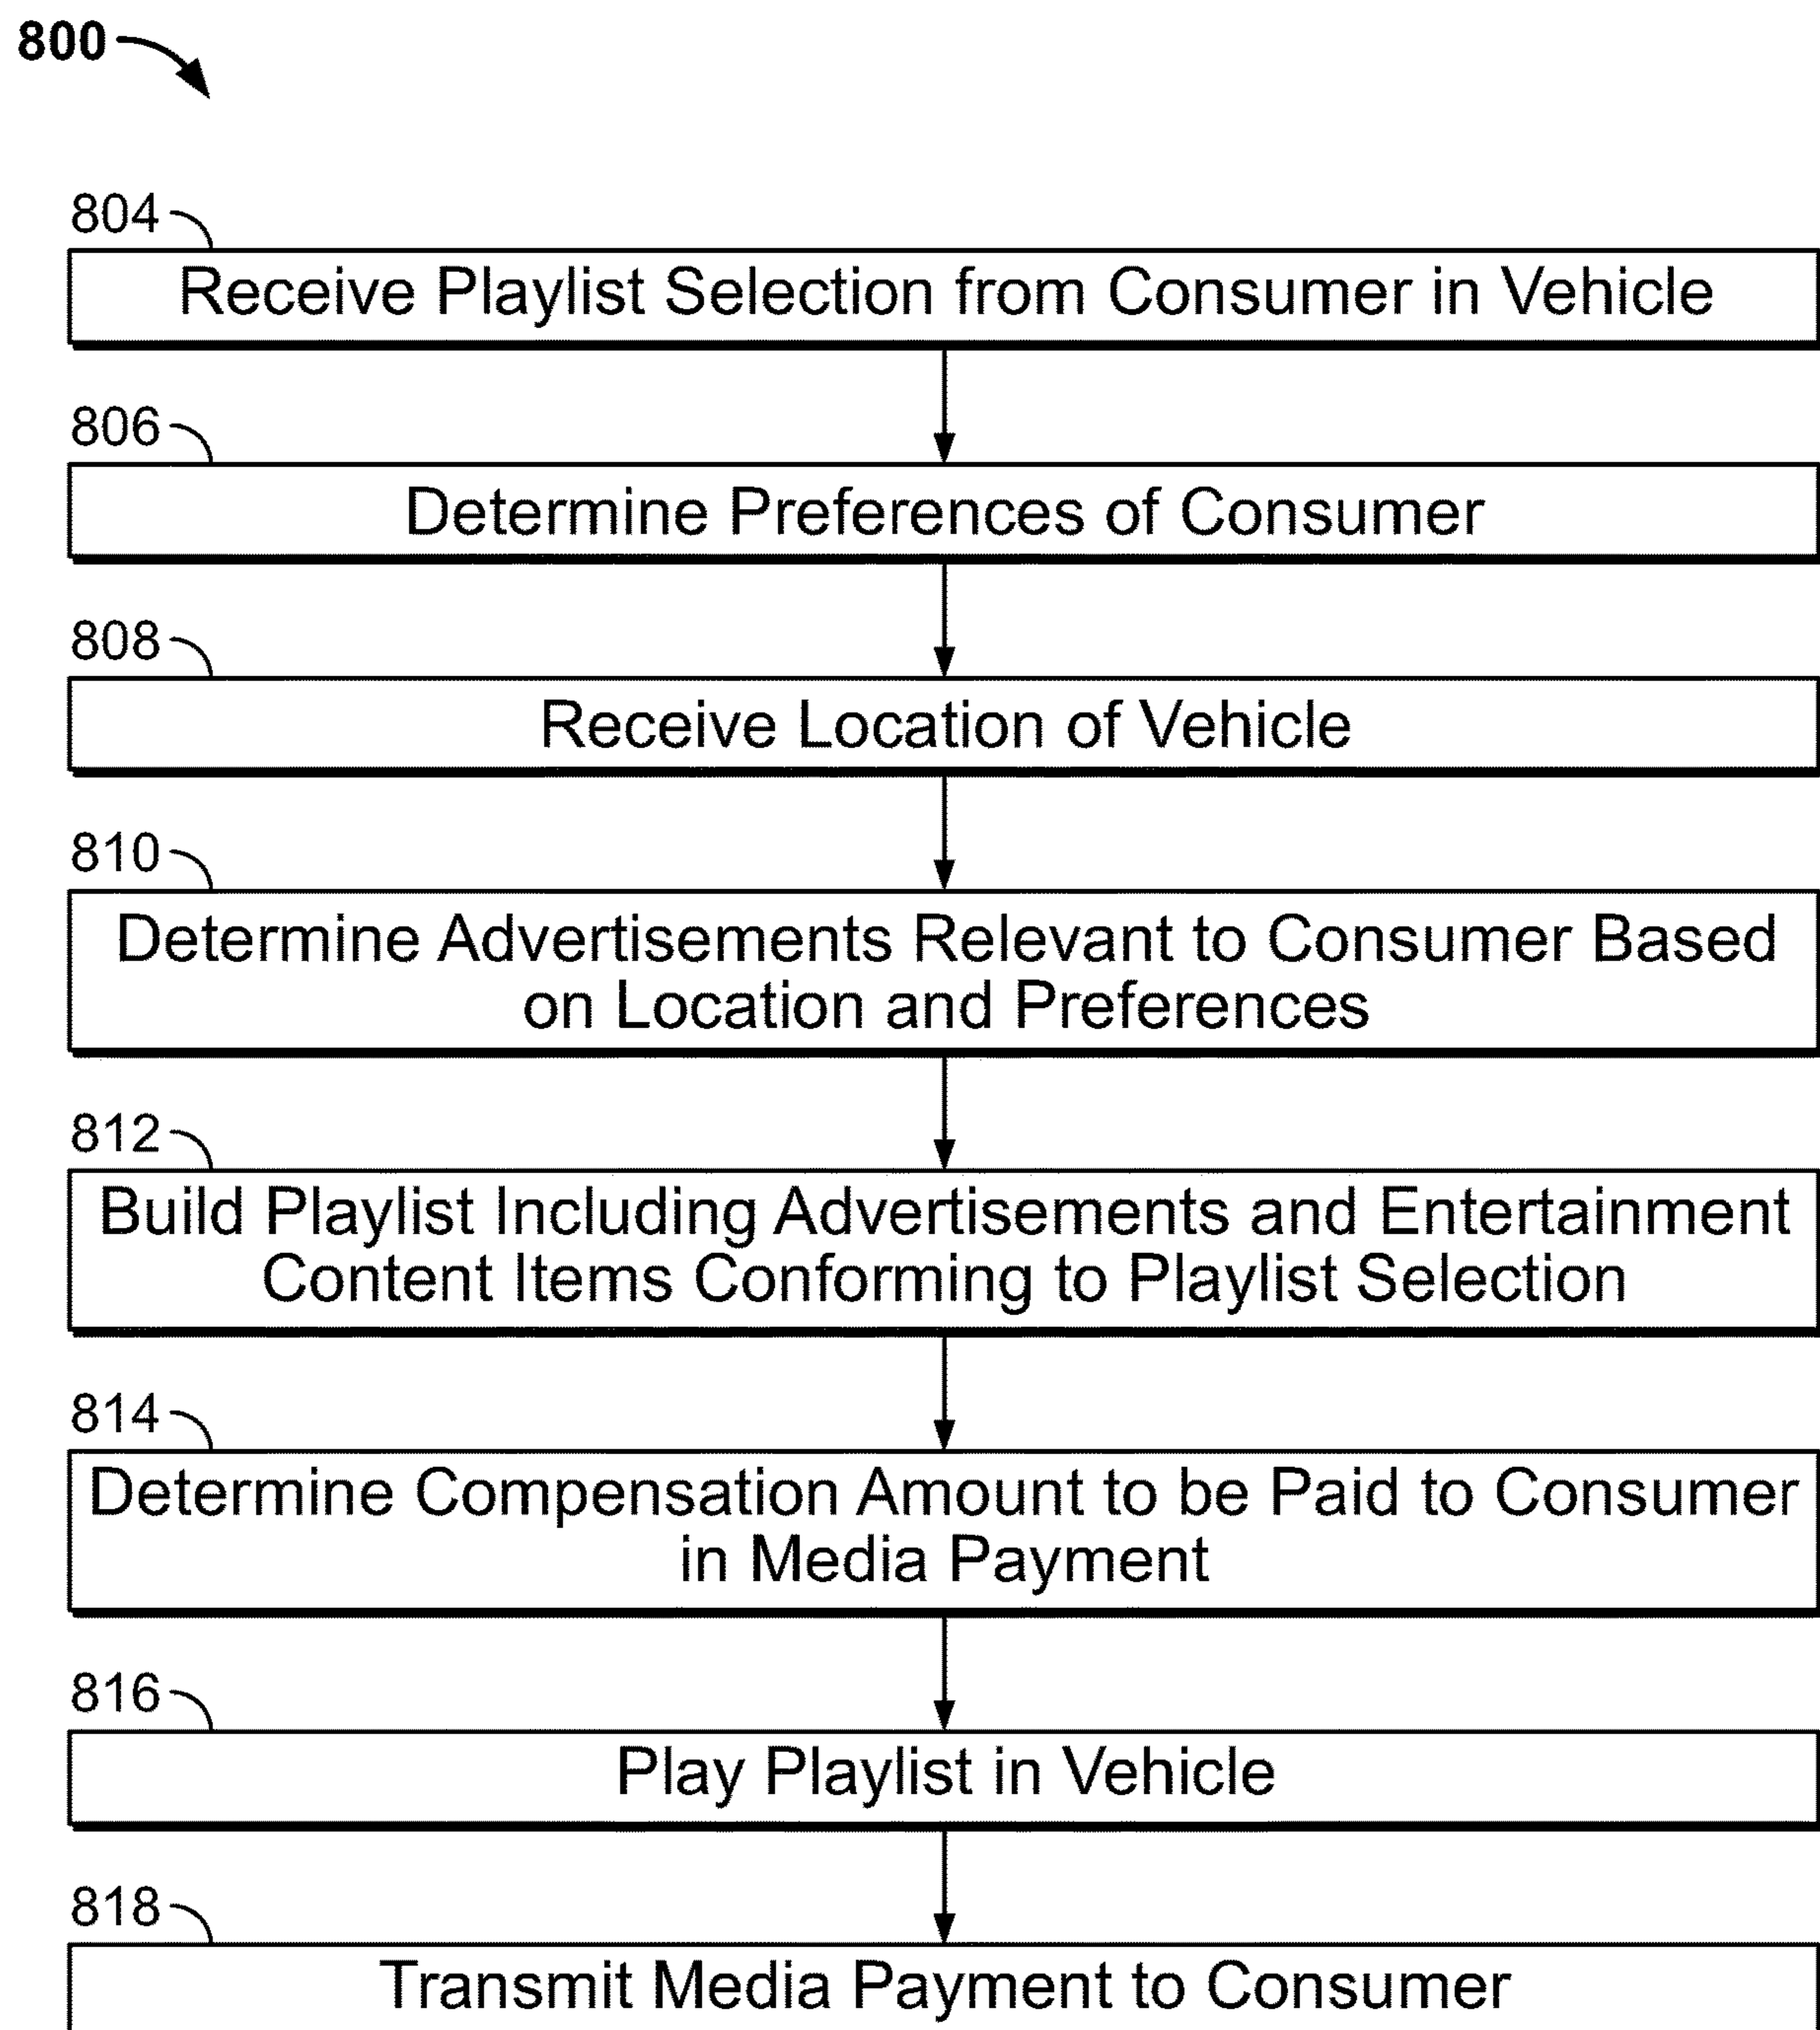 800
804
Receive Playlist Selection from Consumer in Vehicle
806
Determine Preferences of Consumer
808
Receive Location of Vehicle
810
Determine Advertisements Relevant to Consumer Based
on Location and Preferences
812
Build Playlist Including Advertisements and Entertainment
Content Items Conforming to Playlist Selection
814
Determine Compensation Amount to be Paid to Consumer
in Media Payment
816
Play Playlist in Vehicle
818
Transmit Media Payment to Consumer